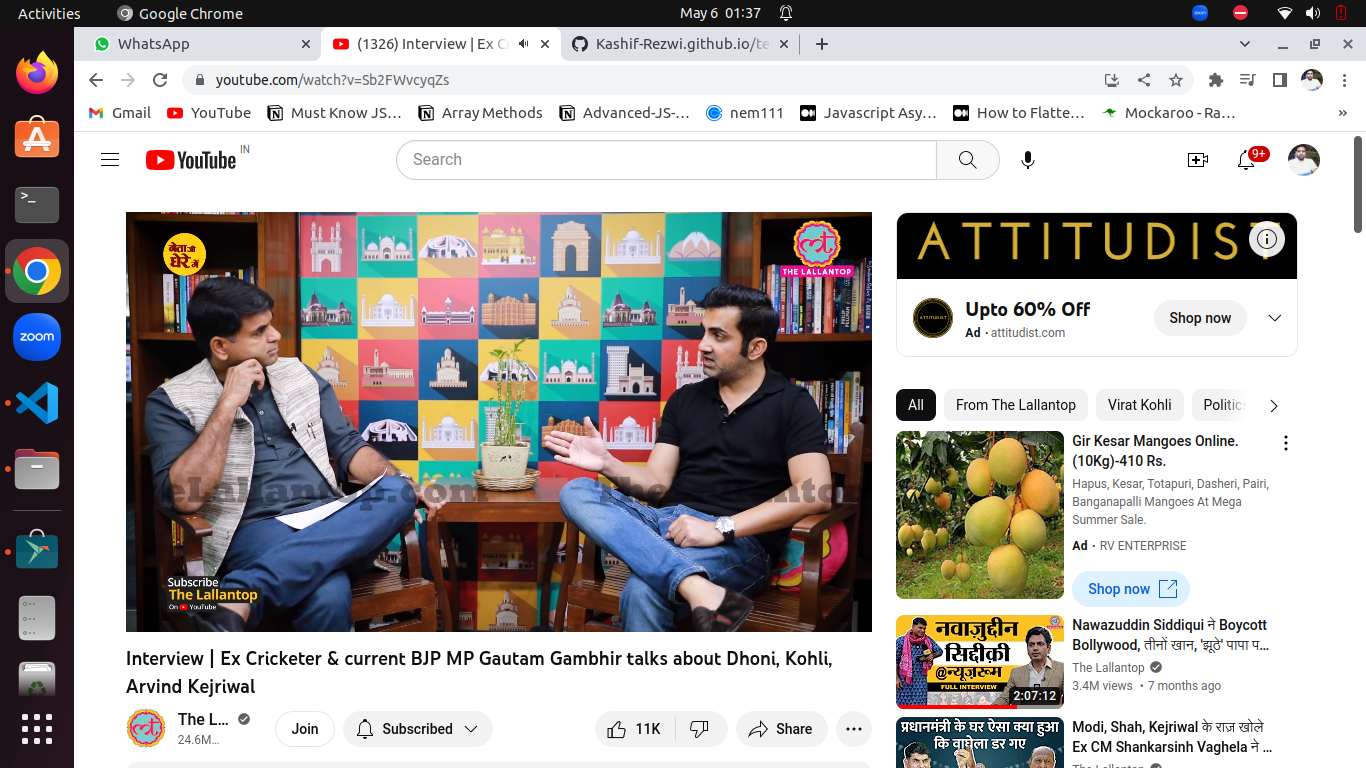 Activities
Google Chrome
May 6 01:37
zoom
WhatsApp
(1326) Interview | Ex Cr
Kashif-Rezwi.github.io/te
youtube.com/watch?v=Sb2FWvcyqZs
Gmail
YouTube
Must Know JS…
Array Methods
Advanced-JS-…
nem111
Javascript Asy…
How to Flatte…
Mockaroo - Ra…
»
YouTube IN
Search
9+
नेता जी
घेरे में
THE LALLANTOP
eLallantop.com
Subscribe
The Lallantop
On YouTube
Interview | Ex Cricketer & current BJP MP Gautam Gambhir talks about Dhoni, Kohli,
Arvind Kejriwal
The L…
24.6M…
Join
Subscribed
11K
Share
ATTITUDIST
ATTITUDIST
Upto 60% Off
Ad · attitudist.com
Shop now
All
From The Lallantop
Virat Kohli
Politics
Gir Kesar Mangoes Online.
(10Kg)-410 Rs.
Hapus, Kesar, Totapuri, Dasheri, Pairi,
Banganapalli Mangoes At Mega
Summer Sale.
Ad · RV ENTERPRISE
Shop now
नवाज़ुद्दीन
सिद्दीक़ी
@न्यूज़रूम
FULL INTERVIEW
2:07:12
Nawazuddin Siddiqui ने Boycott
Bollywood, तीनों खान, 'झूठे' पापा प…
The Lallantop
3.4M views · 7 months ago
प्रधानमंत्री के घर ऐसा क्या हुआ
कि वाघेला डर गए
Modi, Shah, Kejriwal के राज़ खोले
Ex CM Shankarsinh Vaghela ने …
The Lallantop